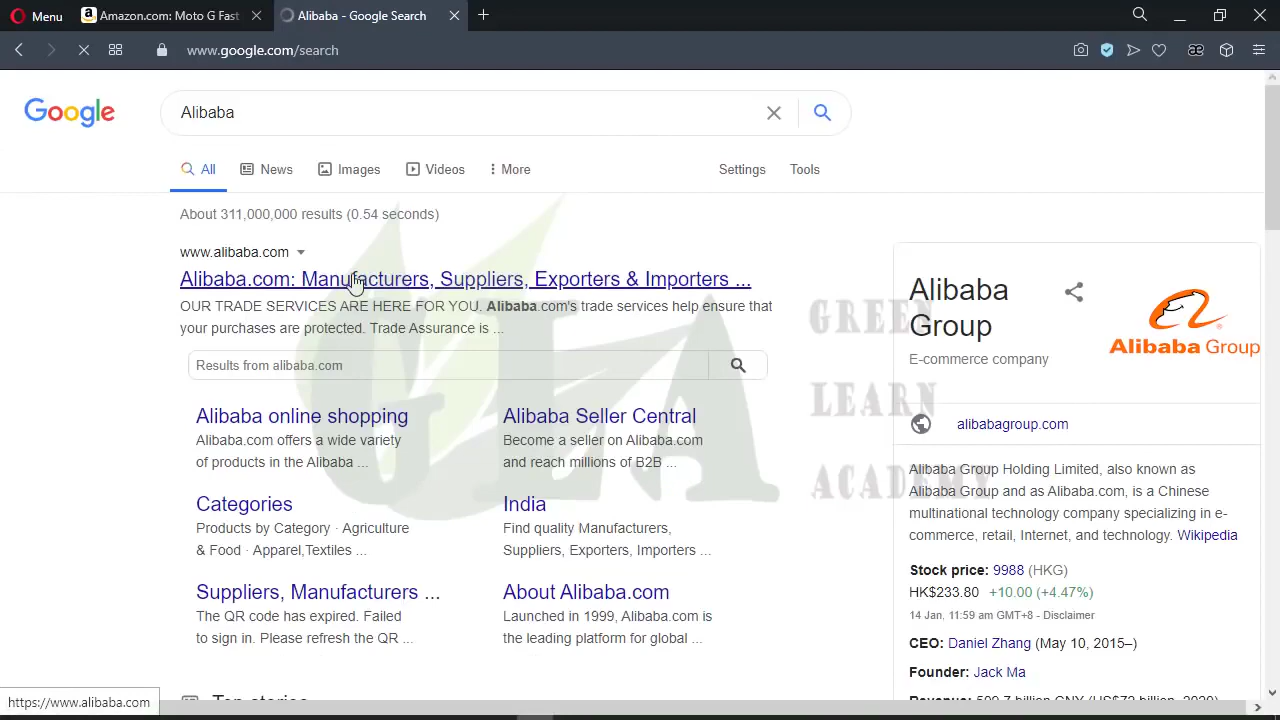 Menu
Amazon.com: Moto G Fast
Alibaba - Google Search
www.google.com/search
Google
Alibaba
All
News
Images
Videos
More
Settings
Tools
About 311,000,000 results (0.54 seconds)
www.alibaba.com
Alibaba.com: Manufacturers, Suppliers, Exporters & Importers ...
OUR TRADE SERVICES ARE HERE FOR YOU. Alibaba.com's trade services help ensure that
your purchases are protected. Trade Assurance is ...
Results from alibaba.com
Alibaba online shopping
Alibaba.com offers a wide variety
of products in the Alibaba ...
Alibaba Seller Central
Become a seller on Alibaba.com
and reach millions of B2B ...
Categories
Products by Category · Agriculture
& Food · Apparel,Textiles ...
India
Find quality Manufacturers,
Suppliers, Exporters, Importers ...
Suppliers, Manufacturers ...
The QR code has expired. Failed
to sign in. Please refresh the QR ...
About Alibaba.com
Launched in 1999, Alibaba.com is
the leading platform for global ...
Alibaba
Group
E-commerce company
Alibaba Group
alibabagroup.com
Alibaba Group Holding Limited, also known as
Alibaba Group and as Alibaba.com, is a Chinese
multinational technology company specializing in e-
commerce, retail, Internet, and technology. Wikipedia
Stock price: 9988 (HKG)
HK$233.80 +10.00 (+4.47%)
14 Jan, 11:59 am GMT+8 - Disclaimer
CEO: Daniel Zhang (May 10, 2015–)
Founder: Jack Ma
GLA
GREEN
LEARN
ACADEMY
https://www.alibaba.com